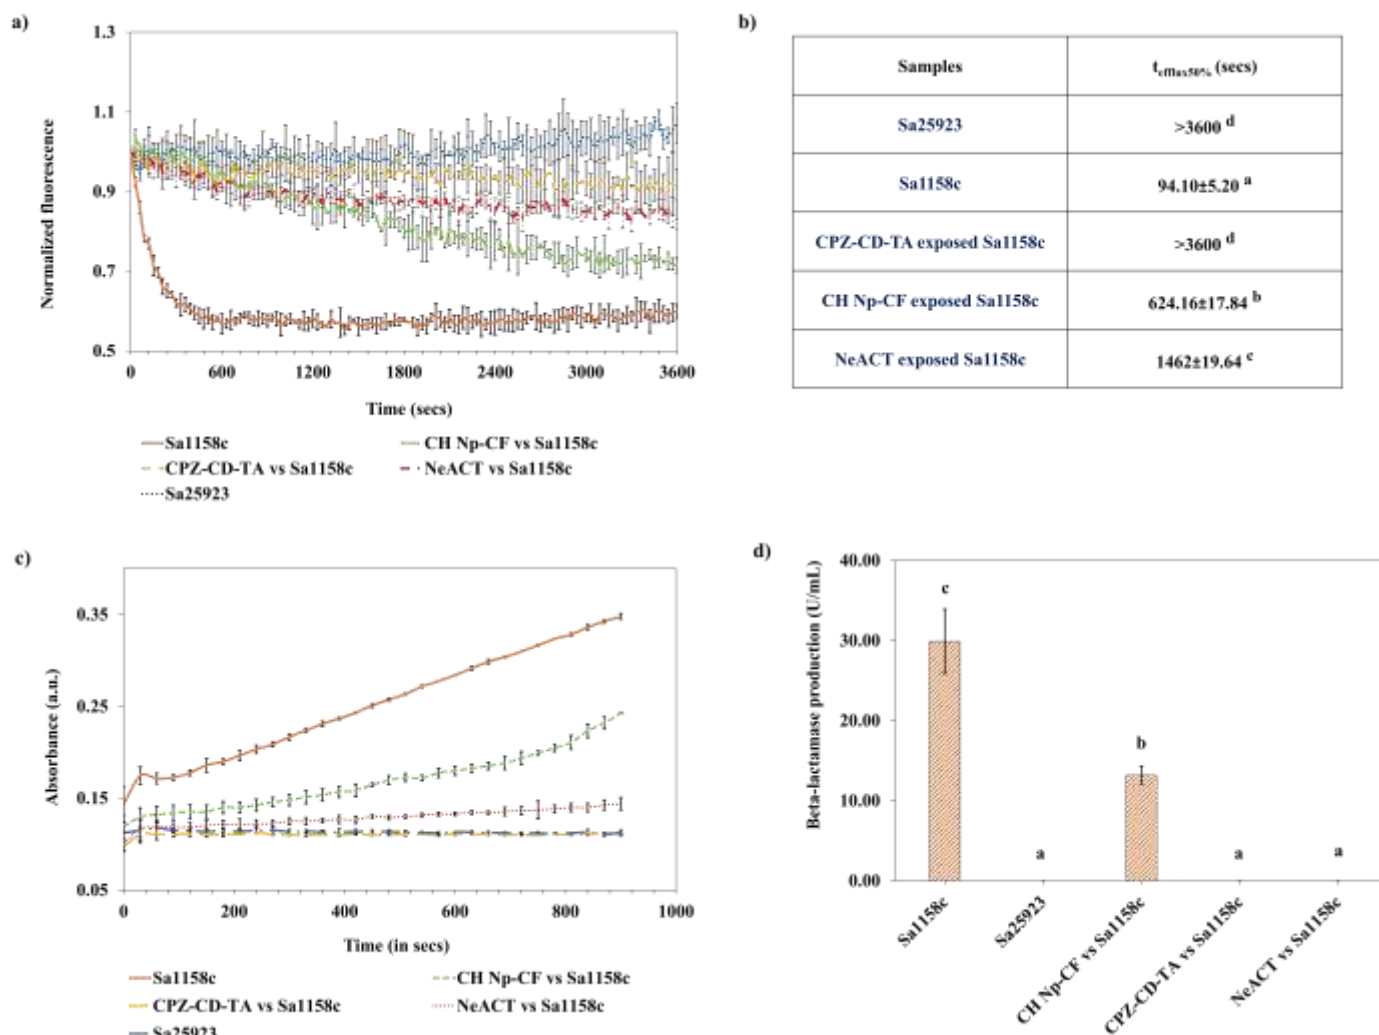 a)
1.3
1.1
0.9
0.7
0.5
Normalized fluorescence
0
600
1200
1800
2400
3000
3600
Time (secs)
Sa1158c
CH Np-CF vs Sa1158c
CPZ-CD-TA vs Sa1158c
NeACT vs Sa1158c
Sa25923
b)
Samples
t_efflux50% (secs)
Sa25923
>3600 d
Sa1158c
94.10±5.20 a
CPZ-CD-TA exposed Sa1158c
>3600 d
CH Np-CF exposed Sa1158c
624.16±17.84 b
NeACT exposed Sa1158c
1462±19.64 c
c)
0.35
0.25
0.15
0.05
Absorbance (a.u.)
0
200
400
600
800
1000
Time (in secs)
Sa1158c
CH Np-CF vs Sa1158c
CPZ-CD-TA vs Sa1158c
NeACT vs Sa1158c
Sa25923
d)
40.00
30.00
20.00
10.00
0.00
Beta-lactamase production (U/mL)
c
a
b
a
a
Sa1158c
Sa25923
CH Np-CF vs Sa1158c
CPZ-CD-TA vs Sa1158c
NeACT vs Sa1158c